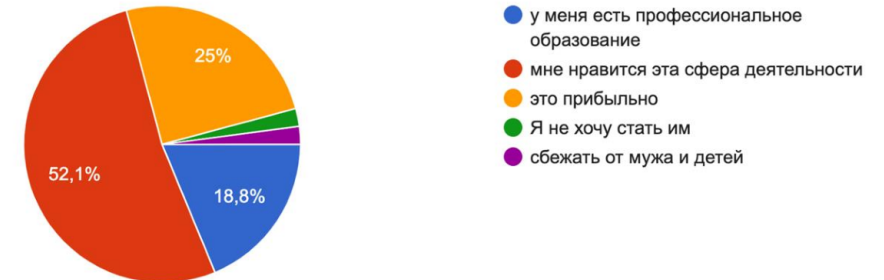 25%
52,1%
18,8%
у меня есть профессиональное
образование
мне нравится эта сфера деятельности
это прибыльно
Я не хочу стать им
сбежать от мужа и детей